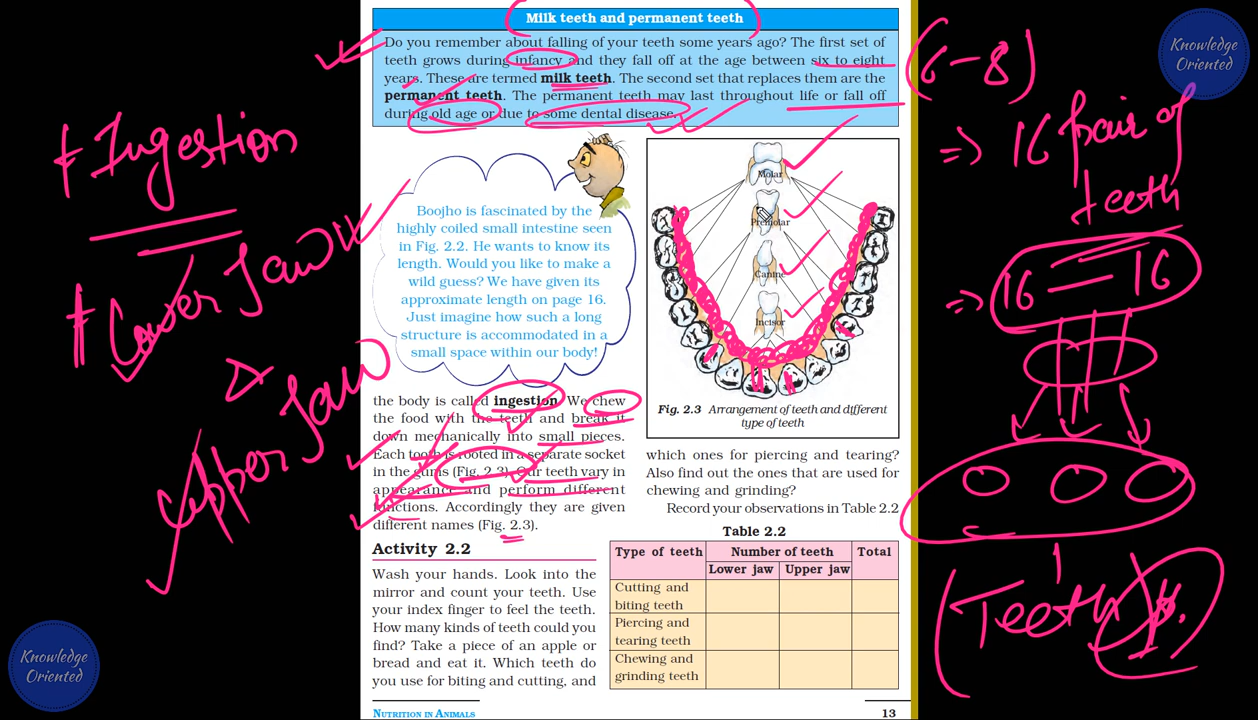 Milk teeth and permanent teeth
Do you remember about falling of your teeth some years ago? The first set of
teeth grows during infancy and they fall off at the age between six to eight
years. These are termed milk teeth. The second set that replaces them are the
permanent teeth. The permanent teeth may last throughout life or fall off
during old age or due to some dental disease.
Boojho is fascinated by the
highly coiled small intestine seen
in Fig. 2.2. He wants to know its
length. Would you like to make a
wild guess? We have given its
approximate length on page 16.
Just imagine how such a long
structure is accommodated in a
small space within our body!
Molar
Premolar
Canine
Incisor
Fig. 2.3 Arrangement of teeth and different
type of teeth
the body is called ingestion. We chew
the food with the teeth and break it
down mechanically into small pieces.
Each tooth is rooted in a separate socket
in the gums (Fig. 2.3). Our teeth vary in
appearance and perform different
functions. Accordingly they are given
different names (Fig. 2.3).
Activity 2.2
Wash your hands. Look into the
mirror and count your teeth. Use
your index finger to feel the teeth.
How many kinds of teeth could you
find? Take a piece of an apple or
bread and eat it. Which teeth do
you use for biting and cutting, and
which ones for piercing and tearing?
Also find out the ones that are used for
chewing and grinding?
Record your observations in Table 2.2
Table 2.2
Type of teeth Number of teeth Total
Lower jaw Upper jaw
Cutting and
biting teeth
Piercing and
tearing teeth
Chewing and
grinding teeth
Nutrition in Animals 13
Ingestion
Lower Jaw
Upper Jaw
(6-8)
=> 16 pair of
teeth
=> 16 = 16
Teeth
Knowledge
Oriented
Knowledge
Oriented